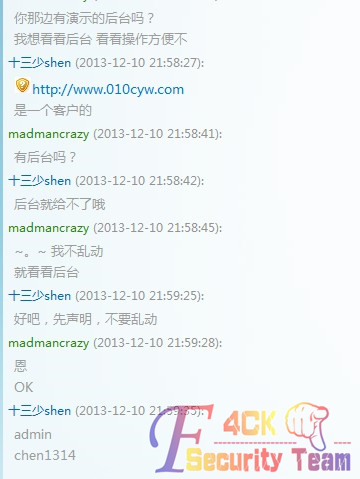 你那边有演示的后台吗？
我想看看后台 看看操作方便不
十三少shen (2013-12-10 21:58:27):
http://www.010cyw.com
是一个客户的
madmancrazy (2013-12-10 21:58:41):
有后台吗？
十三少shen (2013-12-10 21:58:42):
后台就给不了哦
madmancrazy (2013-12-10 21:58:45):
~。~ 我不乱动
就看看后台
十三少shen (2013-12-10 21:59:25):
好吧，先声明，不要乱动
madmancrazy (2013-12-10 21:59:28):
恩
OK
十三少shen (2013-12-10 21:59:35):
admin
chen1314
F4CK
Security Team